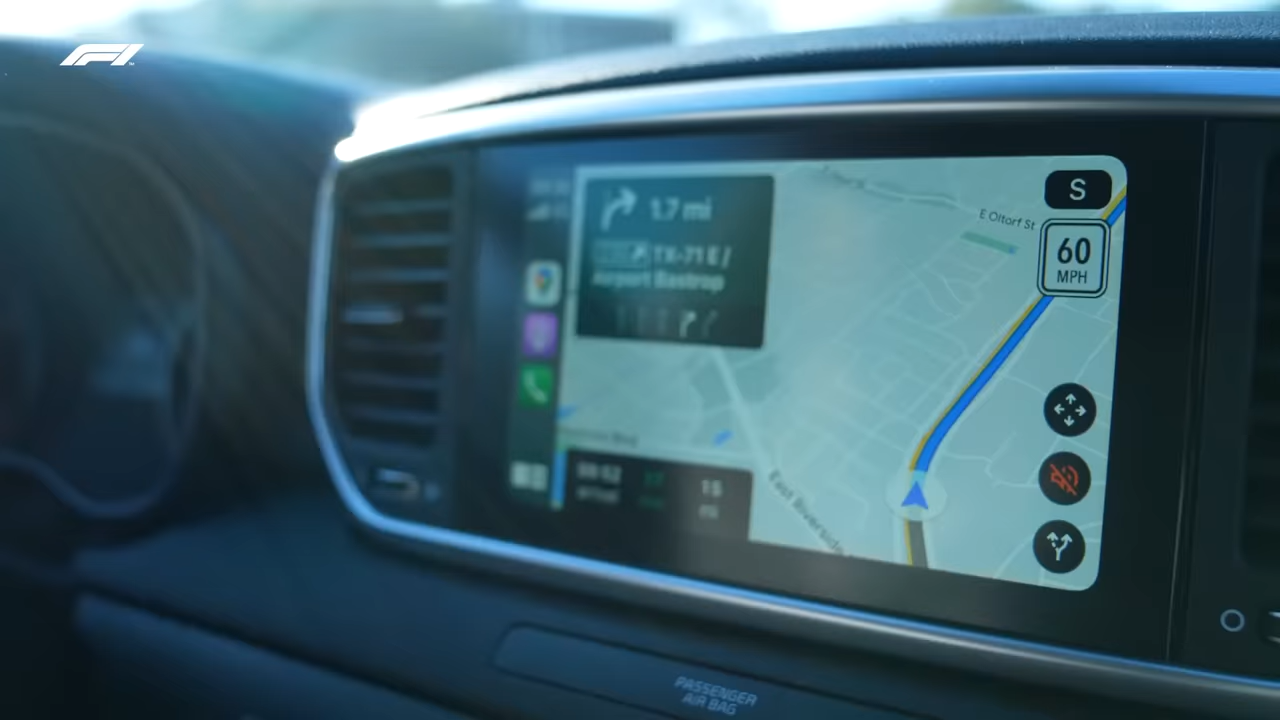 F1
S
1.7 mi
E Oltorf St
TX-71 E /
Airport Bastrop
60
MPH
East Riverside
PASSENGER
AIR BAG